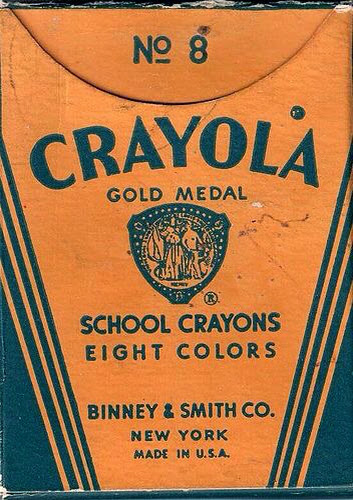 No 8
CRAYOLA
GOLD MEDAL
®
SCHOOL CRAYONS
EIGHT COLORS
BINNEY & SMITH CO.
NEW YORK
MADE IN U.S.A.